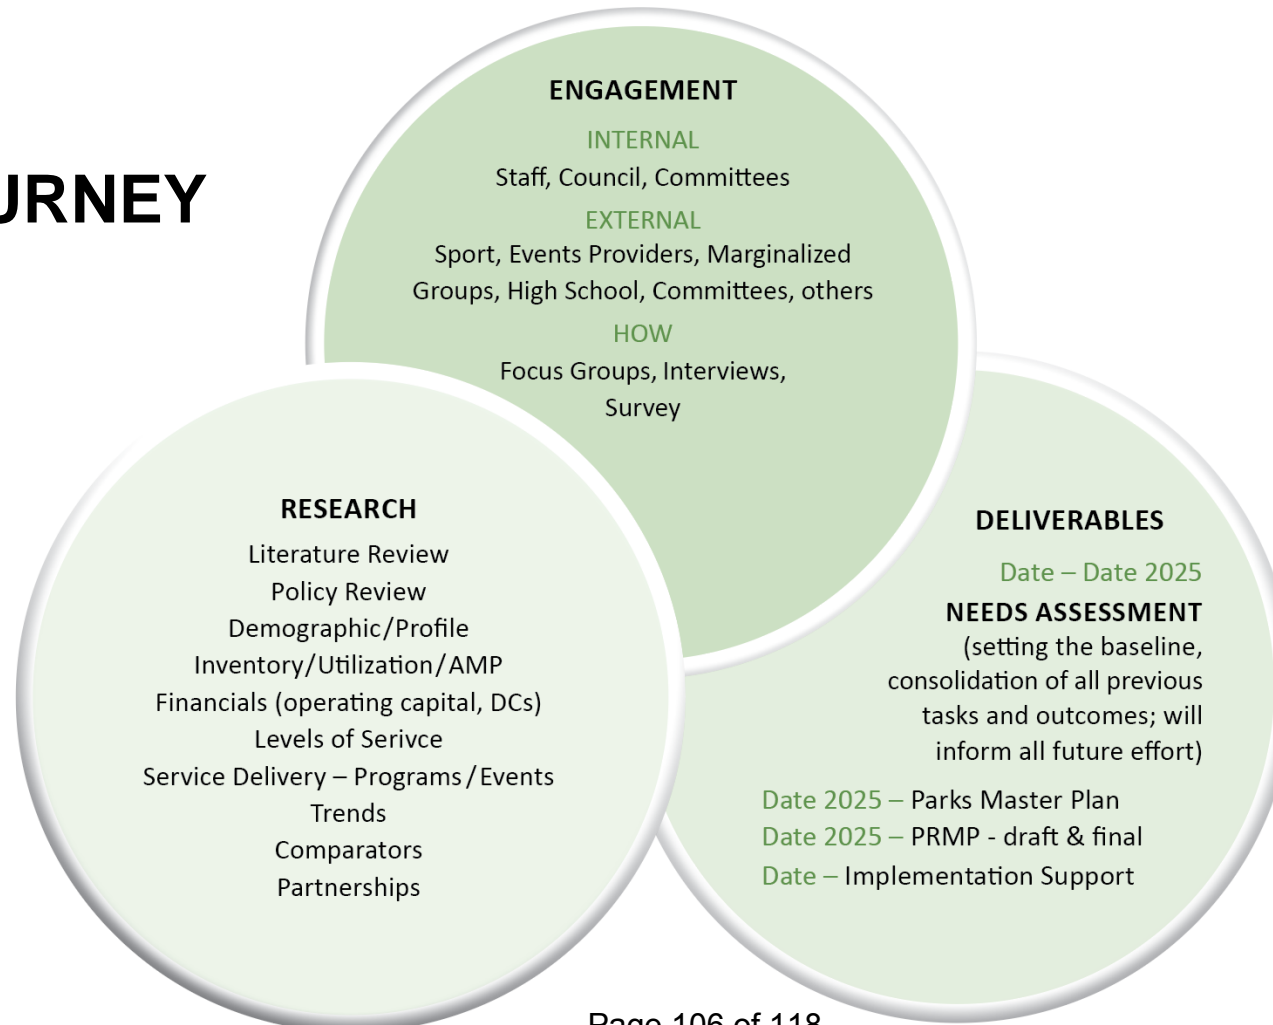 URNEY
ENGAGEMENT
INTERNAL
Staff, Council, Committees
EXTERNAL
Sport, Events Providers, Marginalized
Groups, High School, Committees, others
HOW
Focus Groups, Interviews,
Survey
RESEARCH
Literature Review
Policy Review
Demographic/Profile
Inventory/Utilization/AMP
Financials (operating capital, DCs)
Levels of Serivce
Service Delivery – Programs/Events
Trends
Comparators
Partnerships
DELIVERABLES
Date – Date 2025
NEEDS ASSESSMENT
(setting the baseline,
consolidation of all previous
tasks and outcomes; will
inform all future effort)
Date 2025 – Parks Master Plan
Date 2025 – PRMP - draft & final
Date – Implementation Support
Page 106 of 118